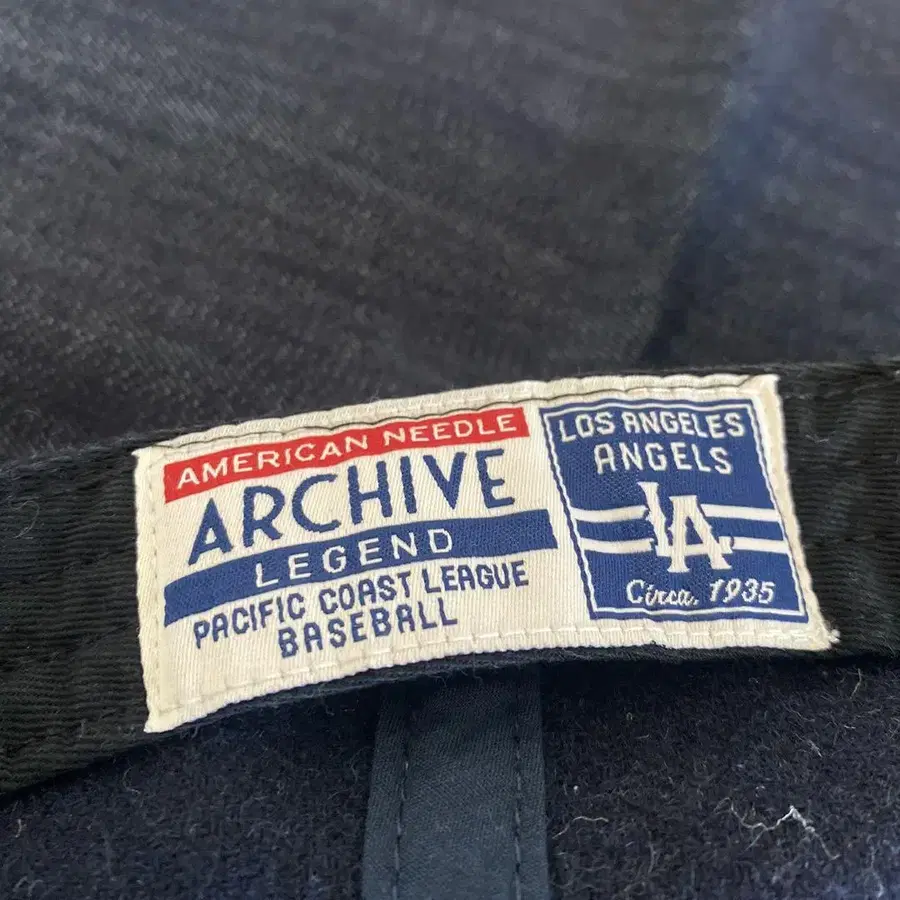 AMERICAN NEEDLE
ARCHIVE
LEGEND
PACIFIC COAST LEAGUE
BASEBALL
LOS ANGELES
ANGELS
LA
Circa. 1935